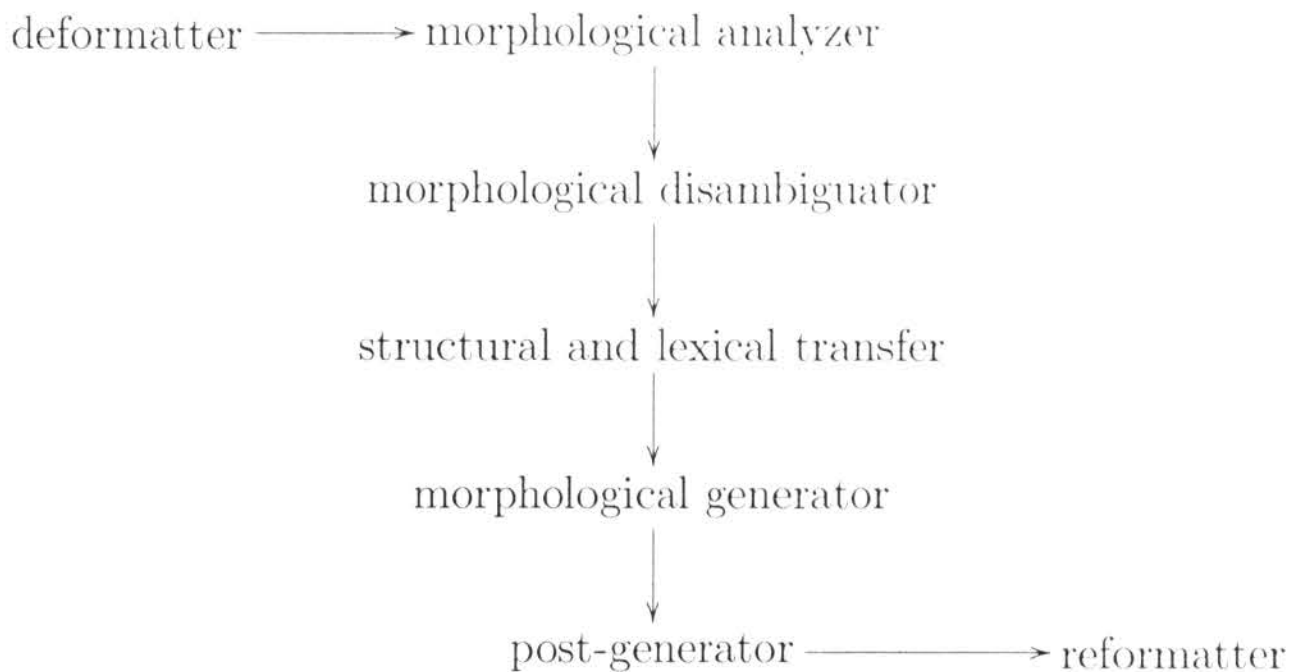 deformatter morphological analyzer
morphological disambiguator
structural and lexical transfer
morphological generator
post-generator reformatter